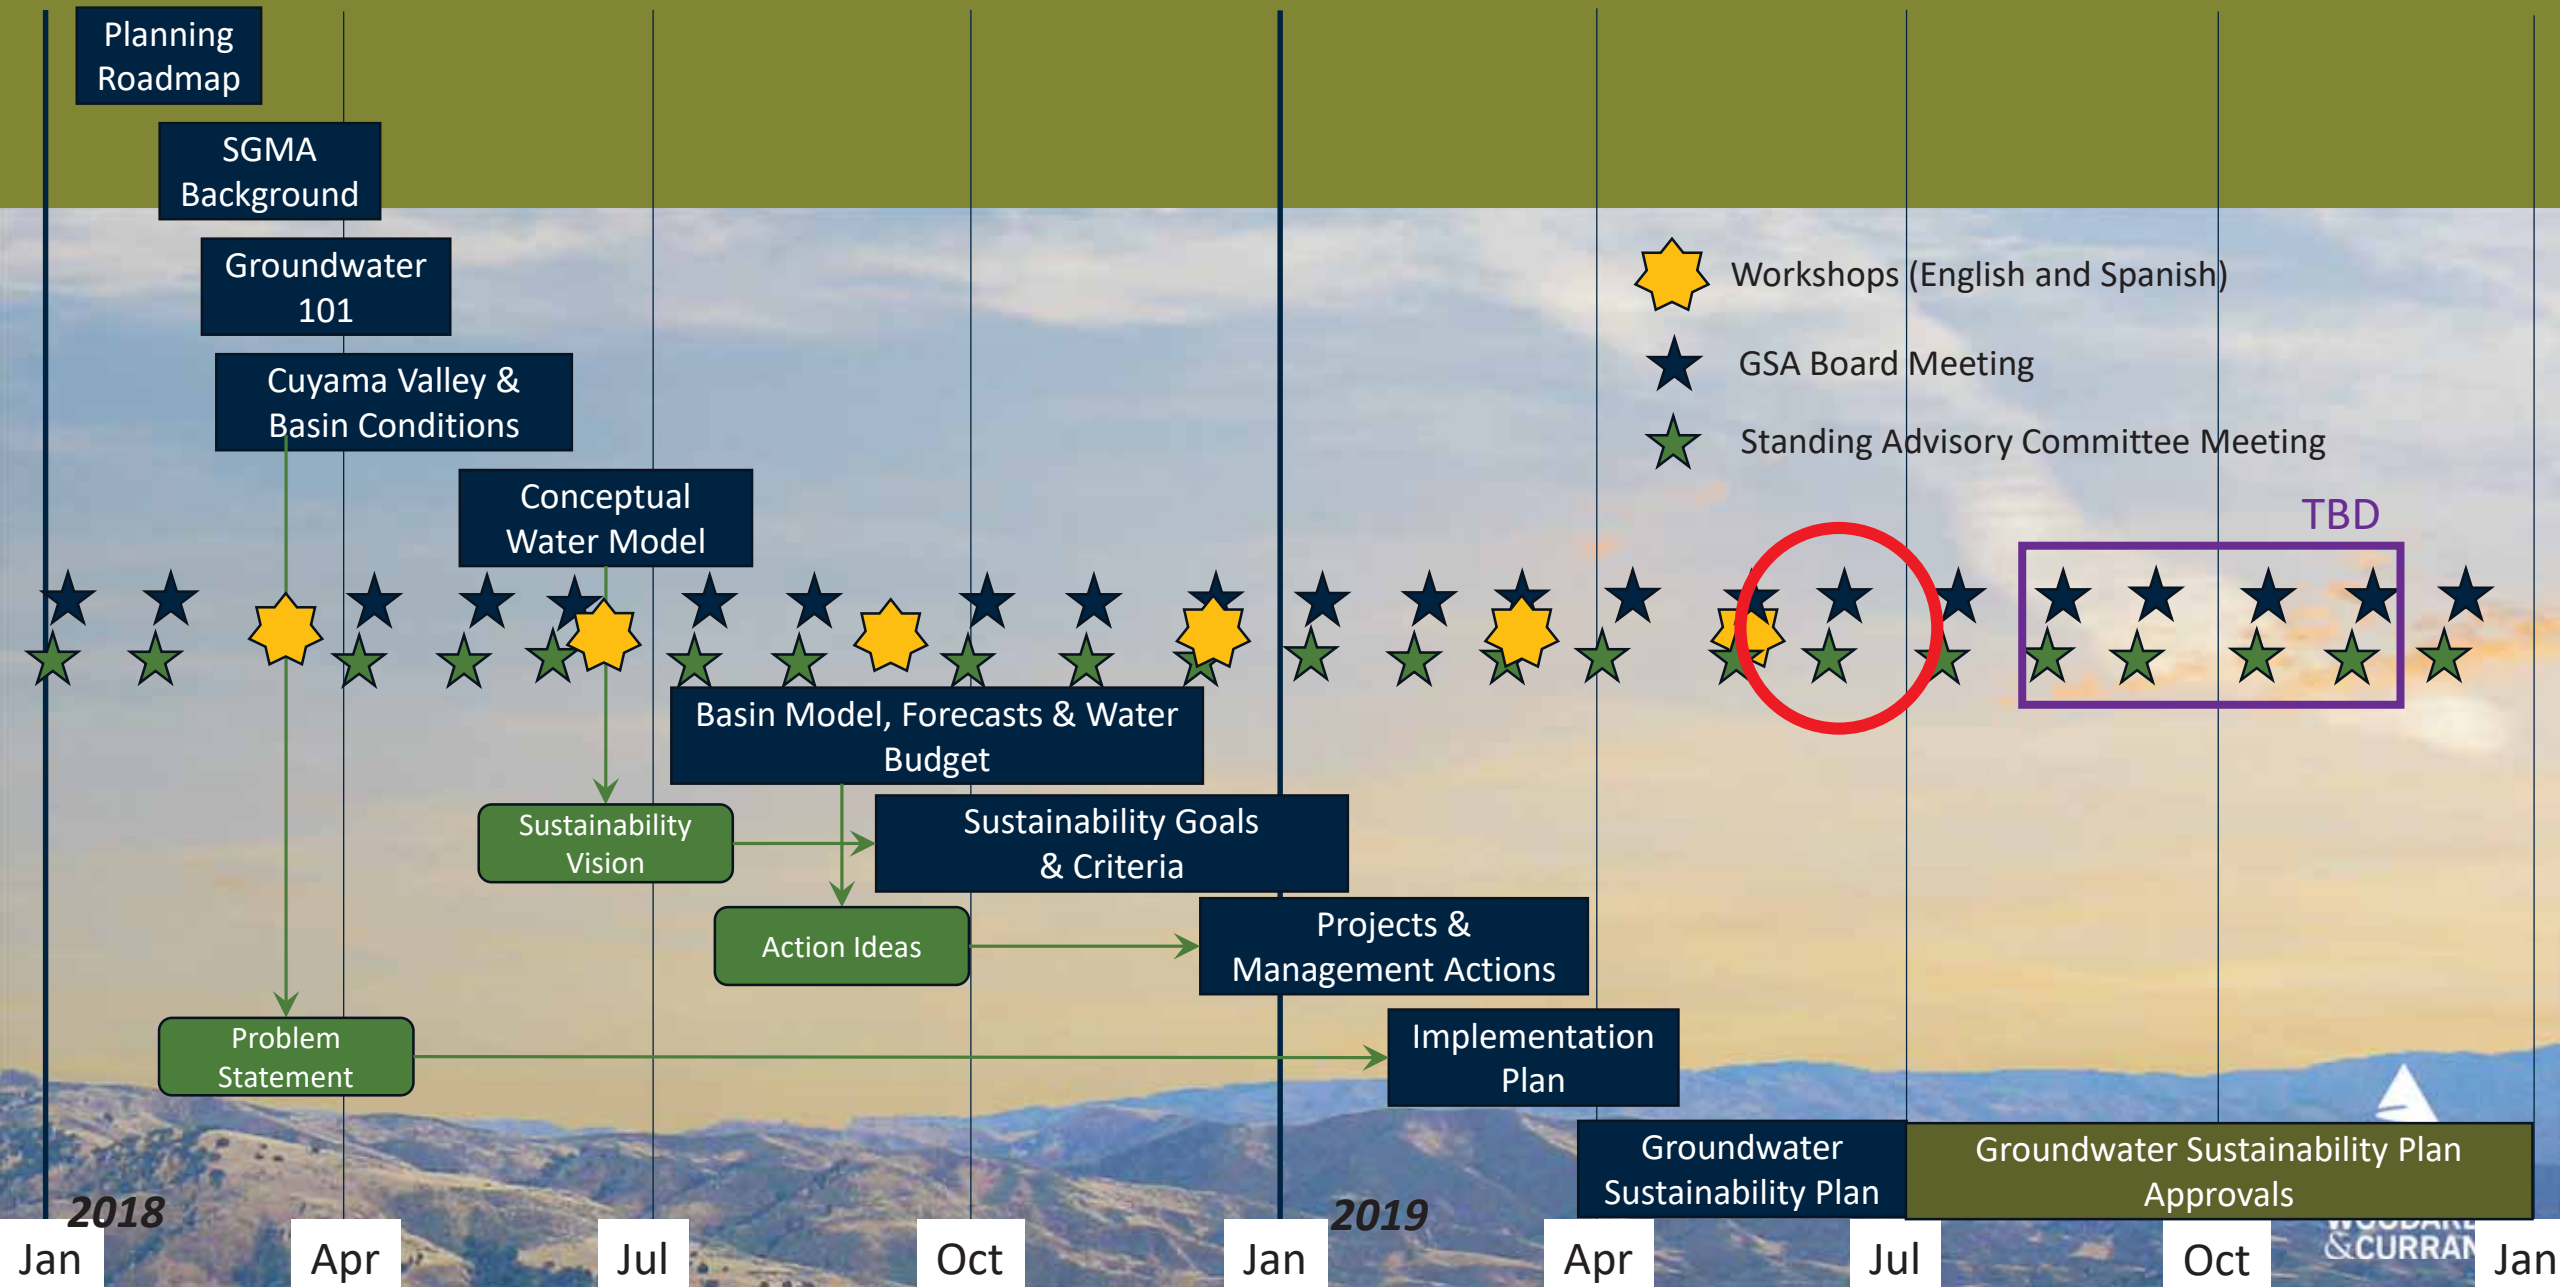 Planning
Roadmap
SGMA
Background
Groundwater
101
Cuyama Valley &
Basin Conditions
Conceptual
Water Model
Workshops (English and Spanish)
GSA Board Meeting
Standing Advisory Committee Meeting
TBD
Basin Model, Forecasts & Water
Budget
Sustainability
Vision
Sustainability Goals
& Criteria
Action Ideas
Projects &
Management Actions
Problem
Statement
Implementation
Plan
Groundwater
Sustainability Plan
Groundwater Sustainability Plan
Approvals
2018
2019
&CURRAN
Jan
Apr
Jul
Oct
Jan
Apr
Jul
Oct
Jan